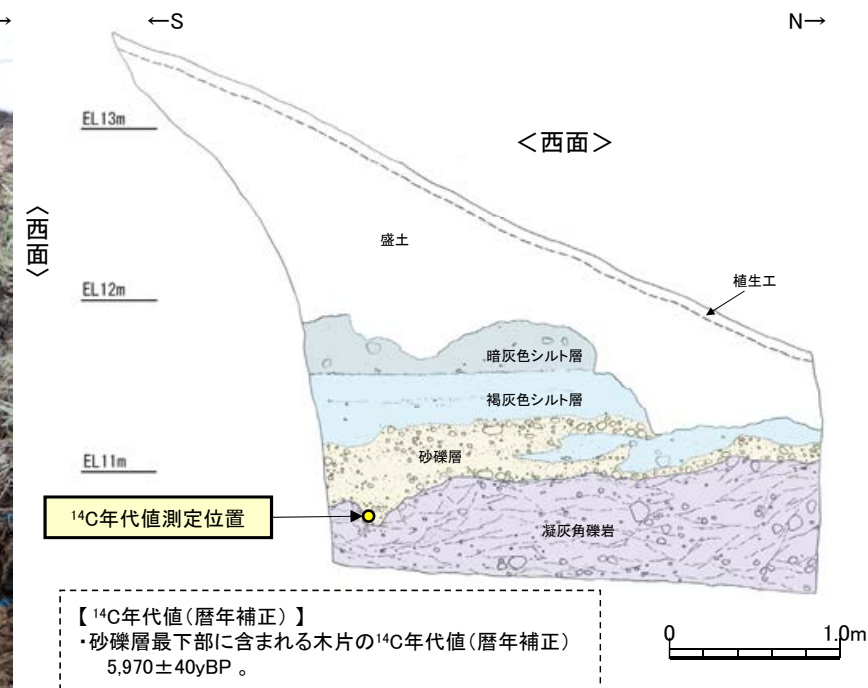 →
←S
N→
EL13m
<西面>
<西面>
盛土
EL12m
植生工
暗灰色シルト層
褐灰色シルト層
EL11m
砂礫層
¹⁴C年代値測定位置
凝灰角礫岩
【¹⁴C年代値(暦年補正)】
・砂礫層最下部に含まれる木片の¹⁴C年代値(暦年補正)
5,970±40yBP 。
0 1.0m